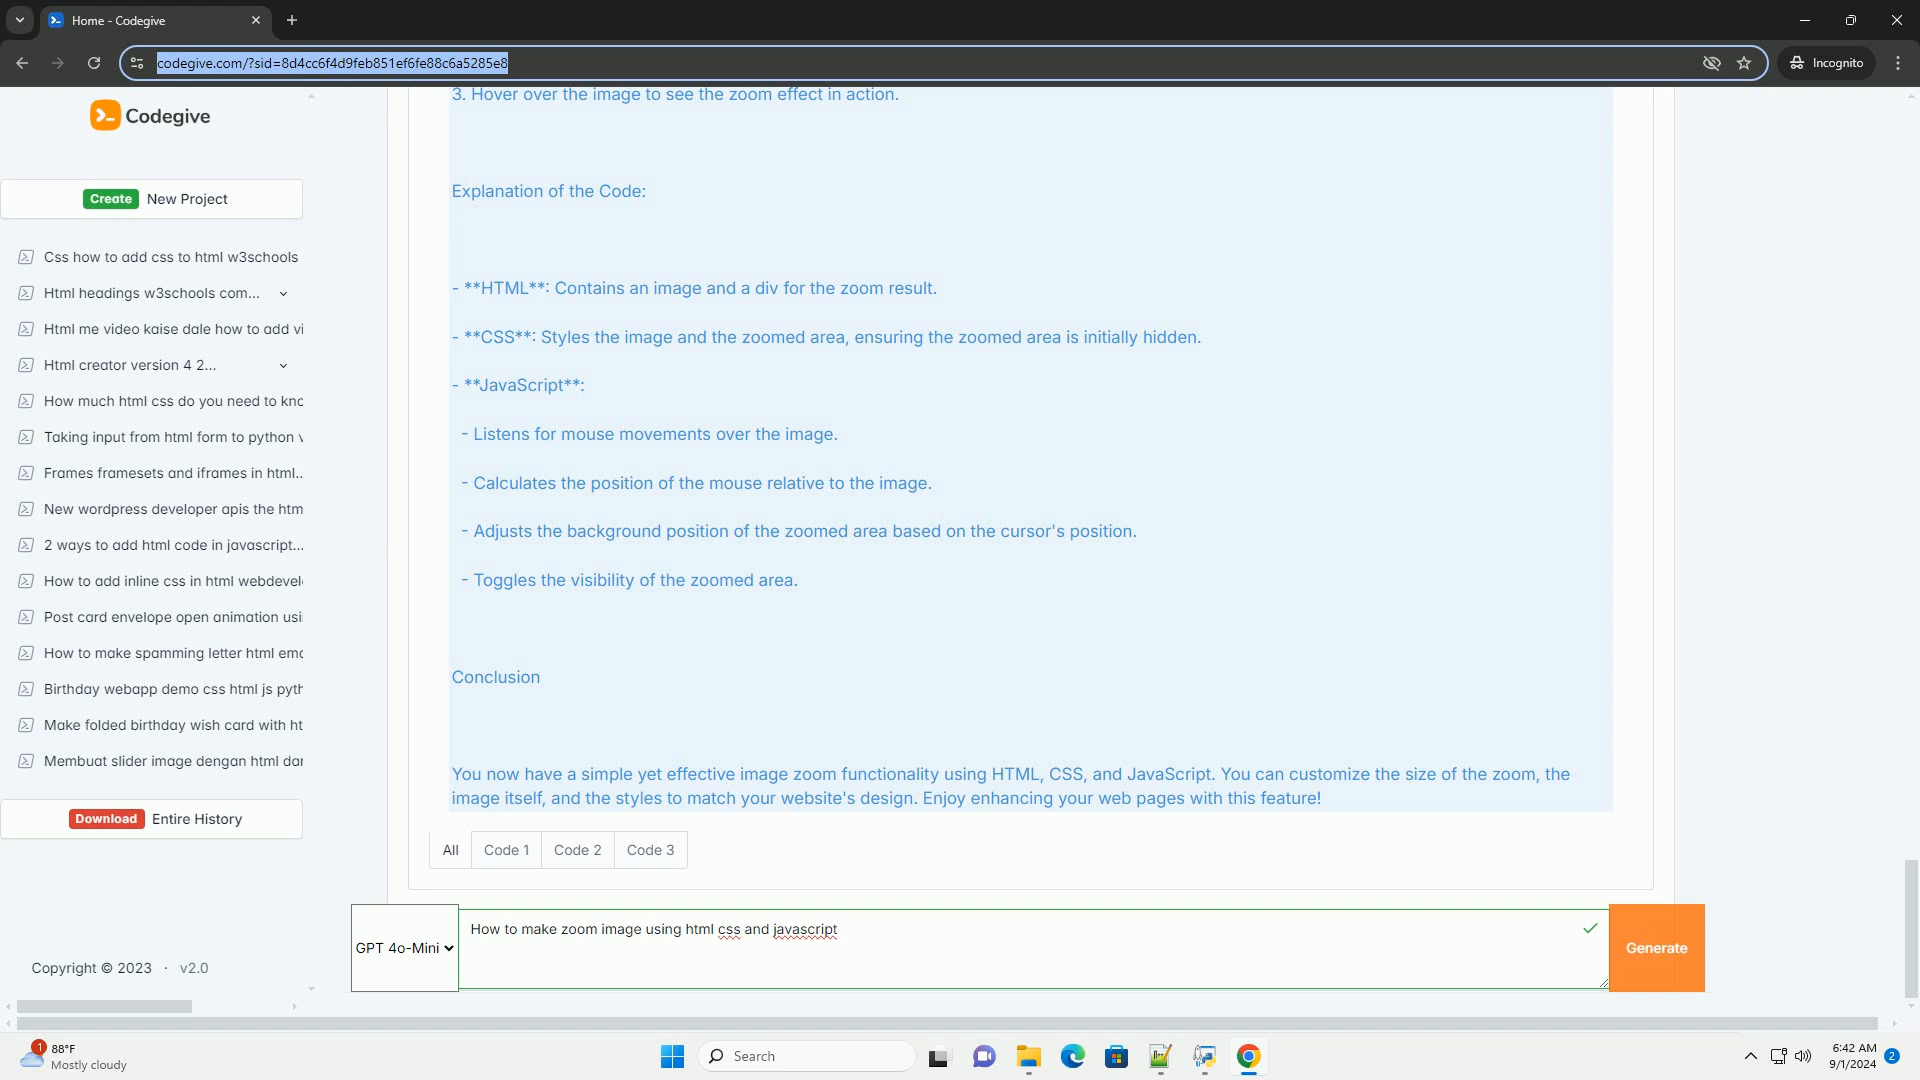 Home - Codegive
codegive.com/?sid=8d4cc6f4d9feb851ef6fe88c6a5285e8
Incognito
Codegive
Create New Project
Css how to add css to html w3schools
Html headings w3schools com...
Html me video kaise dale how to add vi
Html creator version 4 2...
How much html css do you need to kno
Taking input from html form to python v
Frames framesets and iframes in html...
New wordpress developer apis the htm
2 ways to add html code in javascript...
How to add inline css in html webdevel
Post card envelope open animation usi
How to make spamming letter html ema
Birthday webapp demo css html js pyth
Make folded birthday wish card with ht
Membuat slider image dengan html dan
Download Entire History
Copyright © 2023 · v2.0
3. Hover over the image to see the zoom effect in action.
Explanation of the Code:
- **HTML**: Contains an image and a div for the zoom result.
- **CSS**: Styles the image and the zoomed area, ensuring the zoomed area is initially hidden.
- **JavaScript**:
- Listens for mouse movements over the image.
- Calculates the position of the mouse relative to the image.
- Adjusts the background position of the zoomed area based on the cursor's position.
- Toggles the visibility of the zoomed area.
Conclusion
You now have a simple yet effective image zoom functionality using HTML, CSS, and JavaScript. You can customize the size of the zoom, the
image itself, and the styles to match your website's design. Enjoy enhancing your web pages with this feature!
All Code 1 Code 2 Code 3
GPT 4o-Mini
How to make zoom image using html css and javascript
Generate
1
88°F
Mostly cloudy
Search
6:42 AM
9/1/2024
2